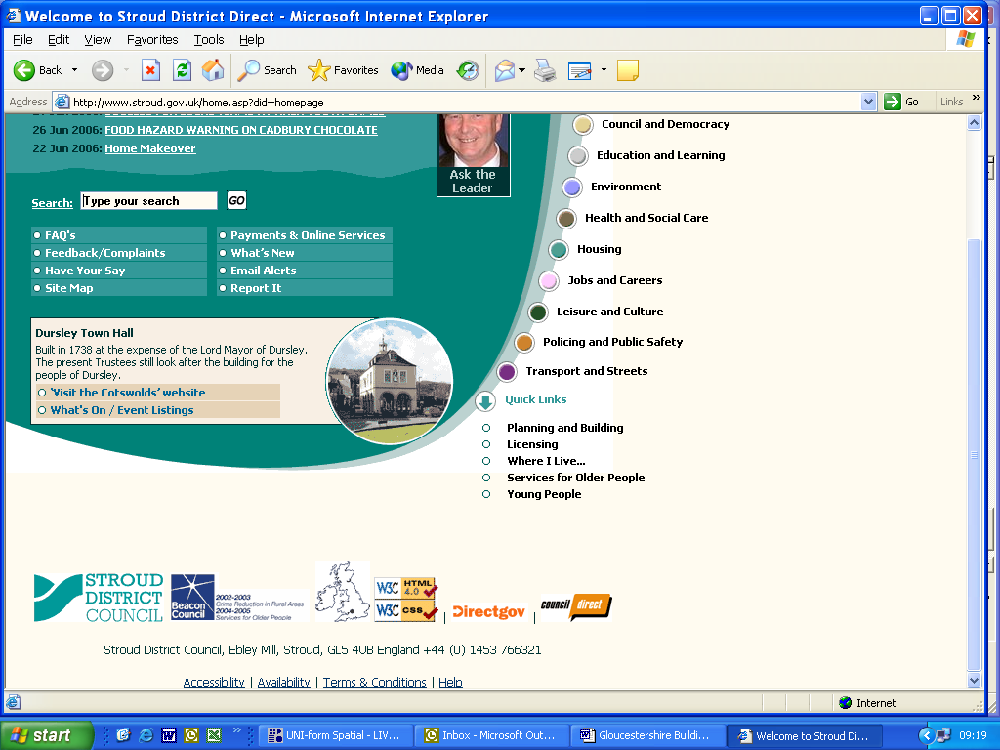 Welcome to Stroud District Direct - Microsoft Internet Explorer
File Edit View Favorites Tools Help
Back Search Favorites Media
Address http://www.stroud.gov.uk/home.asp?did=homepage Go Links »
26 Jun 2006: FOOD HAZARD WARNING ON CADBURY CHOCOLATE
22 Jun 2006: Home Makeover
Ask the
Leader
Search: Type your search GO
FAQ's
Feedback/Complaints
Have Your Say
Site Map
Payments & Online Services
What's New
Email Alerts
Report It
Dursley Town Hall
Built in 1738 at the expense of the Lord Mayor of Dursley.
The present Trustees still look after the building for the
people of Dursley.
'Visit the Cotswolds' website
What's On / Event Listings
Council and Democracy
Education and Learning
Environment
Health and Social Care
Housing
Jobs and Careers
Leisure and Culture
Policing and Public Safety
Transport and Streets
Quick Links
Planning and Building
Licensing
Where I Live...
Services for Older People
Young People
STROUD
DISTRICT
COUNCIL
Beacon
Council
2002-2003
Crime Reduction in Rural Areas
2004-2005
Services for Older People
W3C HTML 4.0
W3C CSS
| Directgov |
council direct
Stroud District Council, Ebley Mill, Stroud, GL5 4UB England +44 (0) 1453 766321
Accessibility | Availability | Terms & Conditions | Help
Internet
start
UNI-form Spatial - LIV...
Inbox - Microsoft Out...
Gloucestershire Buildi...
Welcome to Stroud Di...
09:19